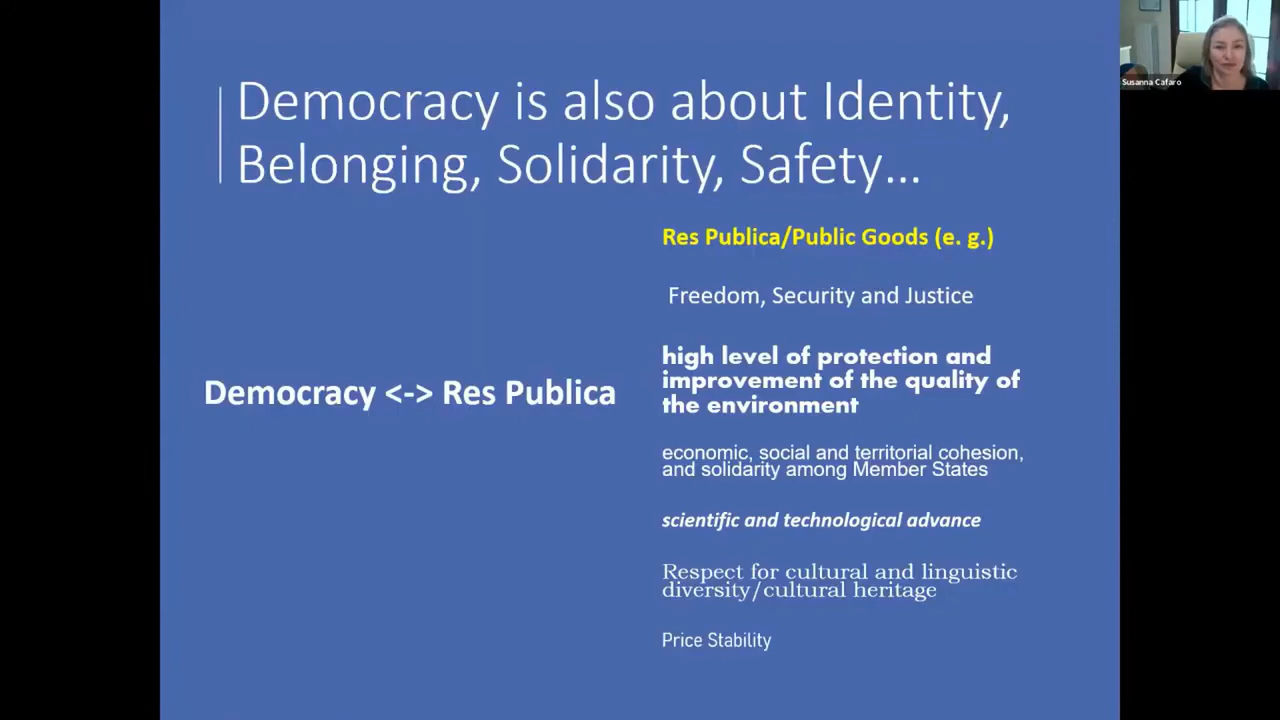 Democracy is also about Identity,
Belonging, Solidarity, Safety...
Res Publica/Public Goods (e. g.)
Freedom, Security and Justice
high level of protection and
improvement of the quality of
the environment
Democracy <-> Res Publica
economic, social and territorial cohesion,
and solidarity among Member States
scientific and technological advance
Respect for cultural and linguistic
diversity/cultural heritage
Price Stability
Susanna Cafaro